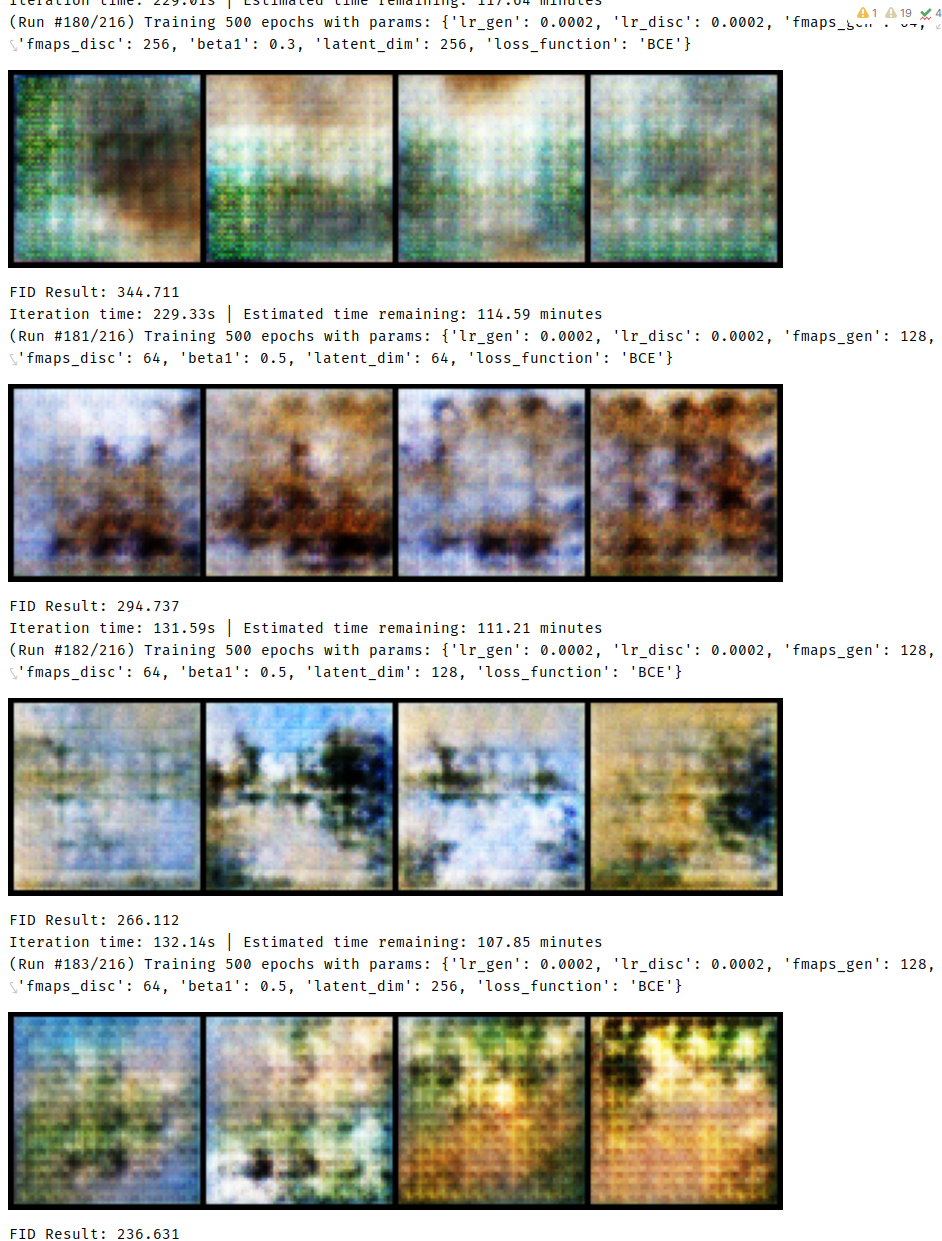 Iteration time: 229.01s | Estimated time remaining: 117.64 minutes
1 19 4
(Run #180/216) Training 500 epochs with params: {'lr_gen': 0.0002, 'lr_disc': 0.0002, 'fmaps_gen': 64,
'fmaps_disc': 256, 'beta1': 0.3, 'latent_dim': 256, 'loss_function': 'BCE'}
FID Result: 344.711
Iteration time: 229.33s | Estimated time remaining: 114.59 minutes
(Run #181/216) Training 500 epochs with params: {'lr_gen': 0.0002, 'lr_disc': 0.0002, 'fmaps_gen': 128,
'fmaps_disc': 64, 'beta1': 0.5, 'latent_dim': 64, 'loss_function': 'BCE'}
FID Result: 294.737
Iteration time: 131.59s | Estimated time remaining: 111.21 minutes
(Run #182/216) Training 500 epochs with params: {'lr_gen': 0.0002, 'lr_disc': 0.0002, 'fmaps_gen': 128,
'fmaps_disc': 64, 'beta1': 0.5, 'latent_dim': 128, 'loss_function': 'BCE'}
FID Result: 266.112
Iteration time: 132.14s | Estimated time remaining: 107.85 minutes
(Run #183/216) Training 500 epochs with params: {'lr_gen': 0.0002, 'lr_disc': 0.0002, 'fmaps_gen': 128,
'fmaps_disc': 64, 'beta1': 0.5, 'latent_dim': 256, 'loss_function': 'BCE'}
FID Result: 236.631